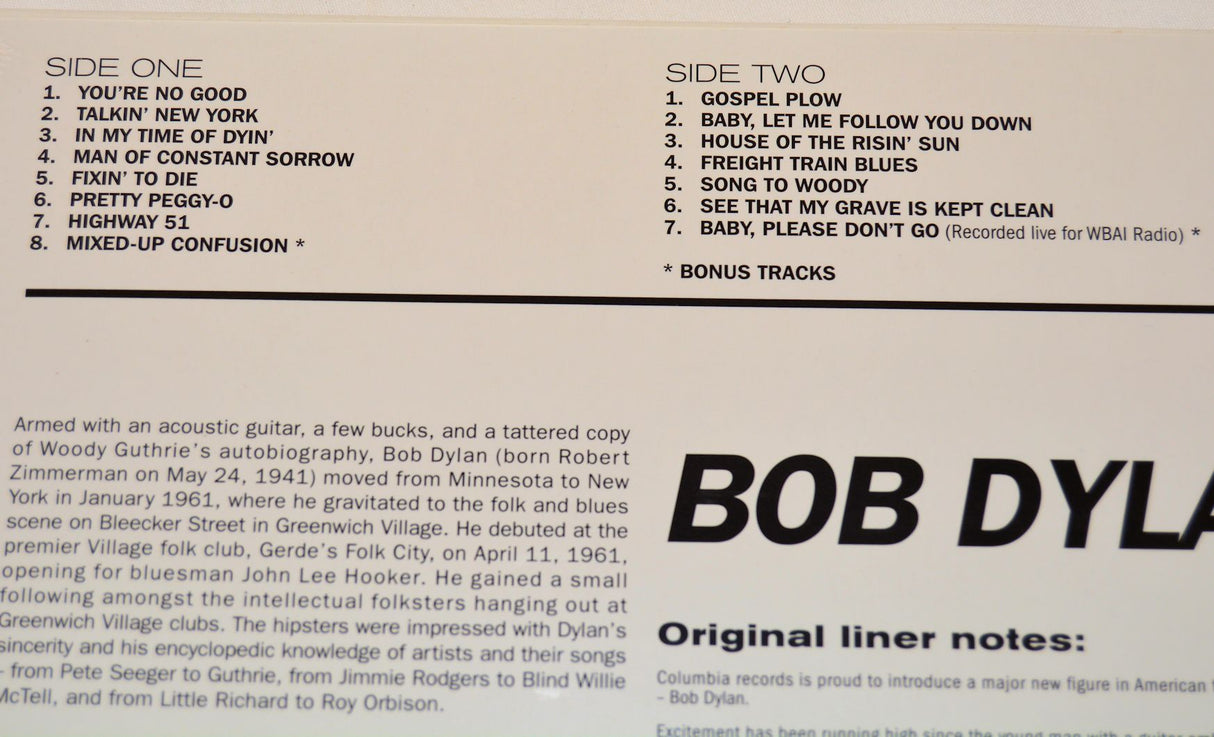 SIDE ONE
1. YOU'RE NO GOOD
2. TALKIN' NEW YORK
3. IN MY TIME OF DYIN'
4. MAN OF CONSTANT SORROW
5. FIXIN' TO DIE
6. PRETTY PEGGY-O
7. HIGHWAY 51
8. MIXED-UP CONFUSION *
SIDE TWO
1. GOSPEL PLOW
2. BABY, LET ME FOLLOW YOU DOWN
3. HOUSE OF THE RISIN' SUN
4. FREIGHT TRAIN BLUES
5. SONG TO WOODY
6. SEE THAT MY GRAVE IS KEPT CLEAN
7. BABY, PLEASE DON'T GO (Recorded live for WBAI Radio) *
* BONUS TRACKS
Armed with an acoustic guitar, a few bucks, and a tattered copy
of Woody Guthrie's autobiography, Bob Dylan (born Robert
Zimmerman on May 24, 1941) moved from Minnesota to New
York in January 1961, where he gravitated to the folk and blues
scene on Bleecker Street in Greenwich Village. He debuted at the
premier Village folk club, Gerde's Folk City, on April 11, 1961,
opening for bluesman John Lee Hooker. He gained a small
following amongst the intellectual folksters hanging out at
Greenwich Village clubs. The hipsters were impressed with Dylan's
sincerity and his encyclopedic knowledge of artists and their songs
- from Pete Seeger to Guthrie, from Jimmie Rodgers to Blind Willie
McTell, and from Little Richard to Roy Orbison.
BOB DYLA
Original liner notes:
Columbia records is proud to introduce a major new figure in American
– Bob Dylan.
Excitement has been running high since the young man with a guitar